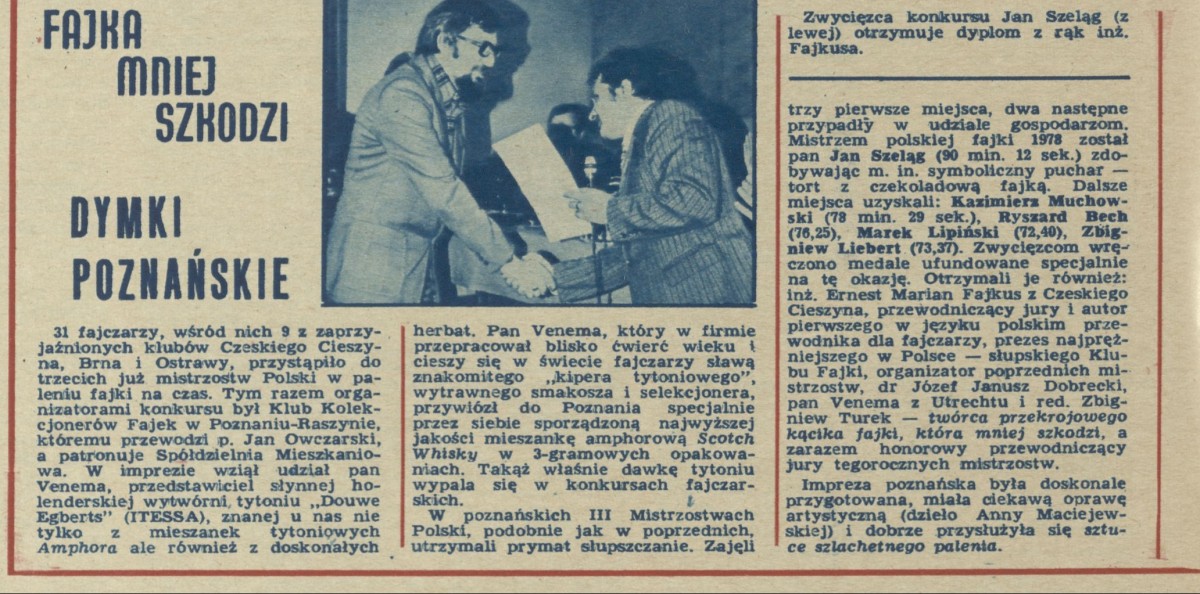 FAJKA
MNIEJ
SZKODZI
DYMKI
POZNAŃSKIE
31 fajczarzy, wśród nich 9 z zaprzy-
jaźnionych klubów Czeskiego Cieszy-
na, Brna i Ostrawy, przystąpiło do
trzecich już mistrzostw Polski w pa-
leniu fajki na czas. Tym razem orga-
nizatorami konkursu był Klub Kolek-
cjonerów Fajek w Poznaniu-Raszynie,
któremu przewodzi p. Jan Owczarski,
a patronuje Spółdzielnia Mieszkanio-
wa. W imprezie wziął udział pan
Venema, przedstawiciel słynnej ho-
lenderskiej wytwórni tytoniu „Douwe
Egberts” (ITESSA), znanej u nas nie
tylko z mieszanek tytoniowych
Amphora ale również z doskonałych
herbat. Pan Venema, który w firmie
przepracował blisko ćwierć wieku i
cieszy się w świecie fajczarzy sławą
znakomitego „kipera tytoniowego”,
wytrawnego smakosza i selekcjonera,
przywiózł do Poznania specjalnie
przez siebie sporządzoną najwyższej
jakości mieszankę amphorową Scotch
Whisky w 3-gramowych opakowa-
niach. Takąż właśnie dawkę tytoniu
wypala się w konkursach fajczar-
skich.
W poznańskich III Mistrzostwach
Polski, podobnie jak w poprzednich,
utrzymali prymat słupszczanie. Zajęli
Zwycięzca konkursu Jan Szeląg (z
lewej) otrzymuje dyplom z rąk inż.
Fajkusa.
trzy pierwsze miejsca, dwa następne
przypadły w udziale gospodarzom.
Mistrzem polskiej fajki 1978 został
pan Jan Szeląg (90 min. 12 sek.) zdo-
bywając m. in. symboliczny puchar —
tort z czekoladową fajką. Dalsze
miejsca uzyskali: Kazimierz Muchow-
ski (78 min. 29 sek.), Ryszard Bech
(76,25), Marek Lipiński (72,40), Zbig-
niew Liebert (73,37). Zwycięzcom wrę-
czono medale ufundowane specjalnie
na tę okazję. Otrzymali je również:
inż. Ernest Marian Fajkus z Czeskiego
Cieszyna, przewodniczący jury i autor
pierwszego w języku polskim prze-
wodnika dla fajczarzy, prezes najpręż-
niejszego w Polsce — słupskiego Klu-
bu Fajki, organizator poprzednich mi-
strzostw, dr Józef Janusz Dobrecki,
pan Venema z Utrechtu i red. Zbig-
niew Turek — twórca przekrojowego
kącika fajki, która mniej szkodzi, a
zarazem honorowy przewodniczący
jury tegorocznych mistrzostw.
Impreza poznańska była doskonale
przygotowana, miała ciekawą oprawę
artystyczną (dzieło Anny Maciejew-
skiej) i dobrze przysłużyła się sztu-
ce szlachetnego palenia.